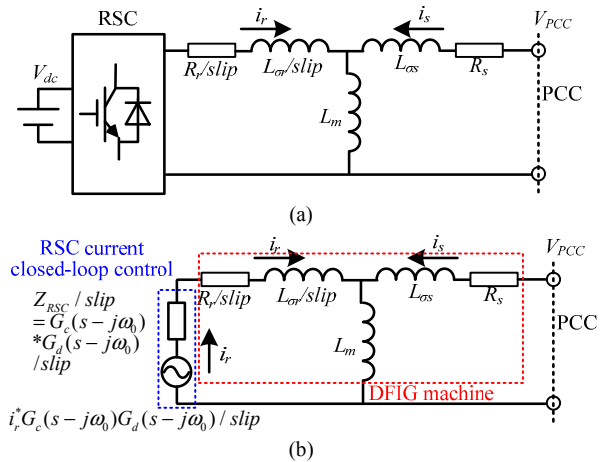 RSC
i_r
i_s
V_PCC
V_dc
R_r/slip
L_σr/slip
L_σs
R_s
L_m
PCC
(a)
RSC current
closed-loop control
i_r
i_s
V_PCC
Z_RSC / slip
= G_c(s − jω_0)
*G_d(s − jω_0)
/slip
R_r/slip
L_σr/slip
L_σs
R_s
i_r
L_m
PCC
DFIG machine
i_r^*G_c(s − jω_0)G_d(s − jω_0) / slip
(b)